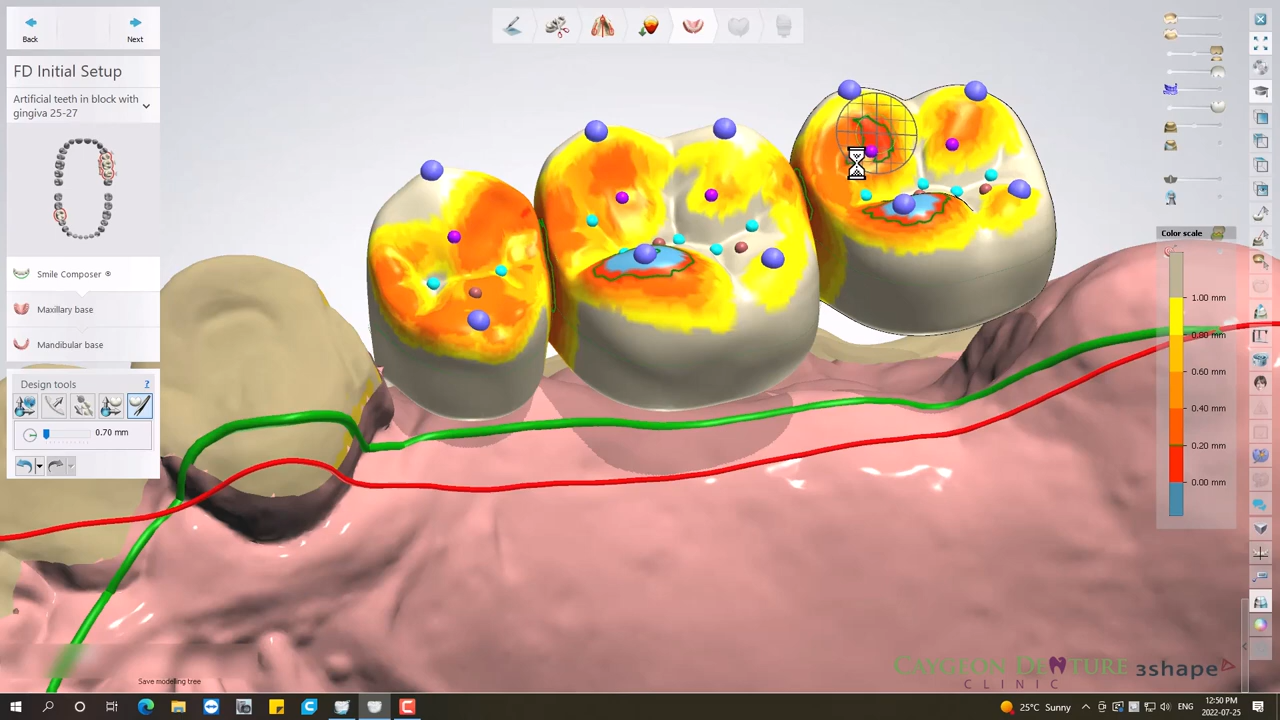 Back
Next
FD Initial Setup
Artificial teeth in block with
gingiva 25-27
Smile Composer ®
Maxillary base
Mandibular base
Design tools
?
0.70 mm
Color scale
1.00 mm
0.80 mm
0.60 mm
0.40 mm
0.20 mm
0.00 mm
CAYGEON DENTURE
CLINIC
3shape
Save modelling tree
25°C Sunny
ENG
12:50 PM
2022-07-25